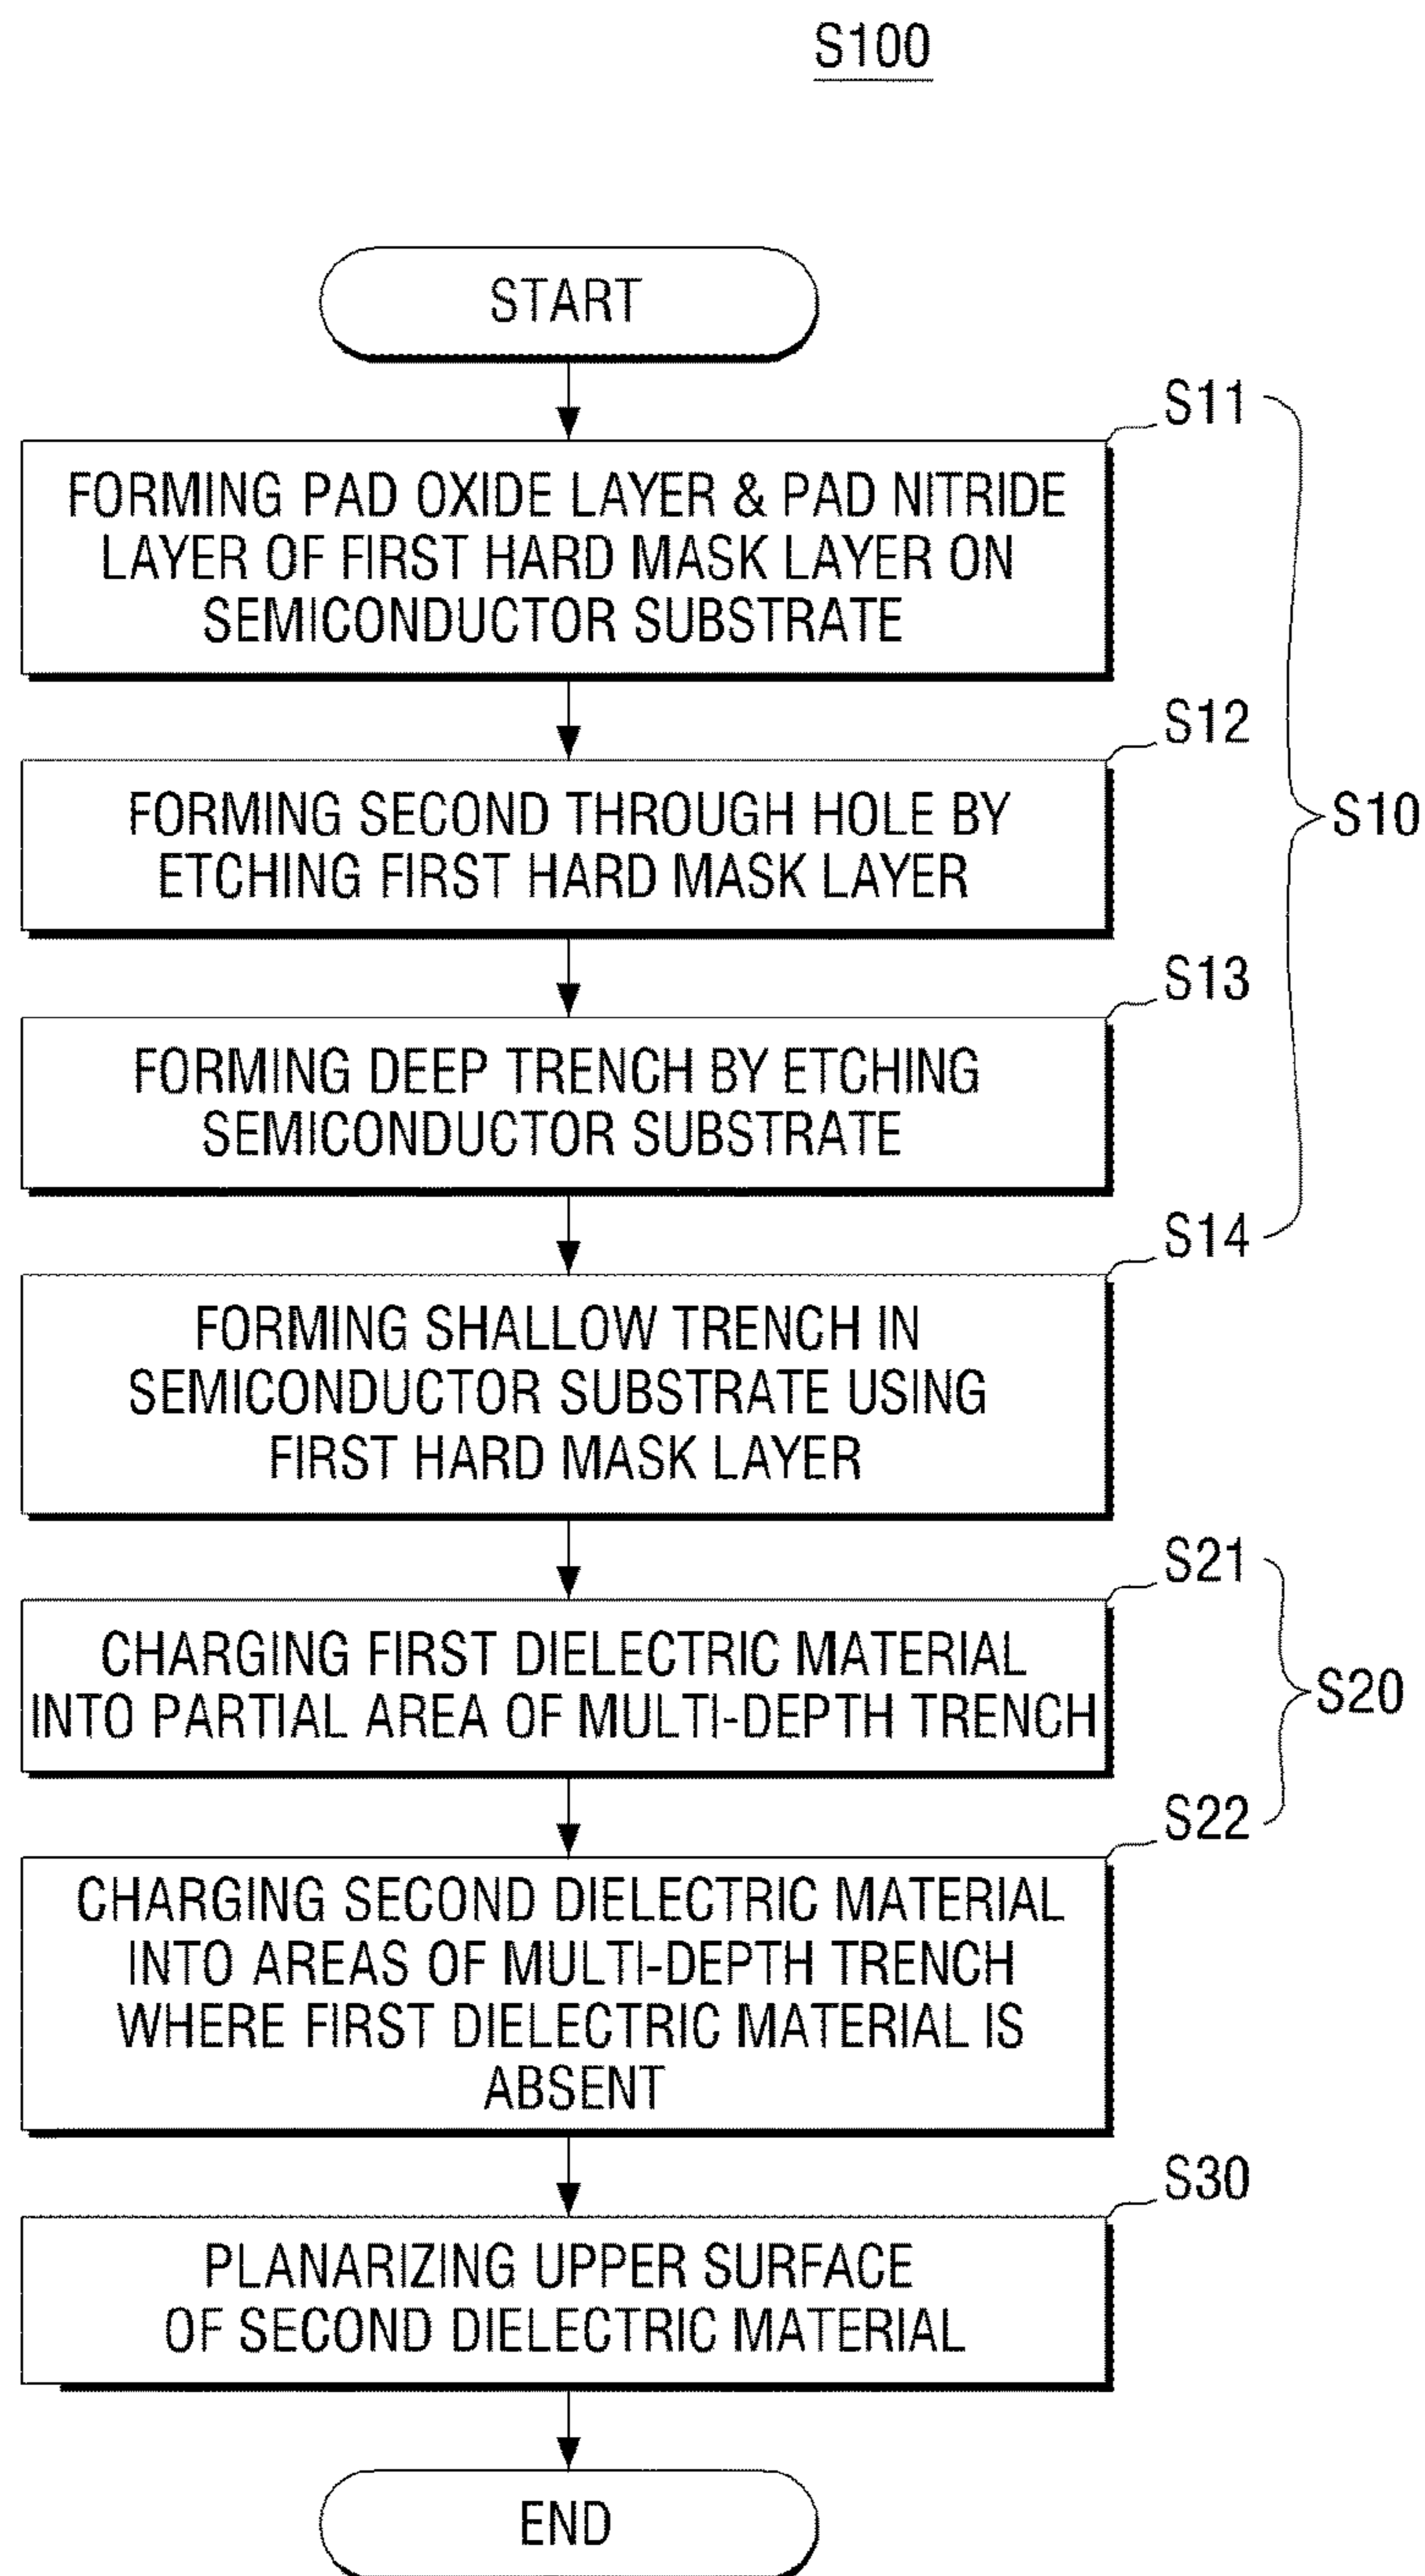 S100
START
S11
FORMING PAD OXIDE LAYER & PAD NITRIDE
LAYER OF FIRST HARD MASK LAYER ON
SEMICONDUCTOR SUBSTRATE
S12
FORMING SECOND THROUGH HOLE BY
ETCHING FIRST HARD MASK LAYER
S10
S13
FORMING DEEP TRENCH BY ETCHING
SEMICONDUCTOR SUBSTRATE
S14
FORMING SHALLOW TRENCH IN
SEMICONDUCTOR SUBSTRATE USING
FIRST HARD MASK LAYER
S21
CHARGING FIRST DIELECTRIC MATERIAL
INTO PARTIAL AREA OF MULTI-DEPTH TRENCH
S20
S22
CHARGING SECOND DIELECTRIC MATERIAL
INTO AREAS OF MULTI-DEPTH TRENCH
WHERE FIRST DIELECTRIC MATERIAL IS
ABSENT
S30
PLANARIZING UPPER SURFACE
OF SECOND DIELECTRIC MATERIAL
END